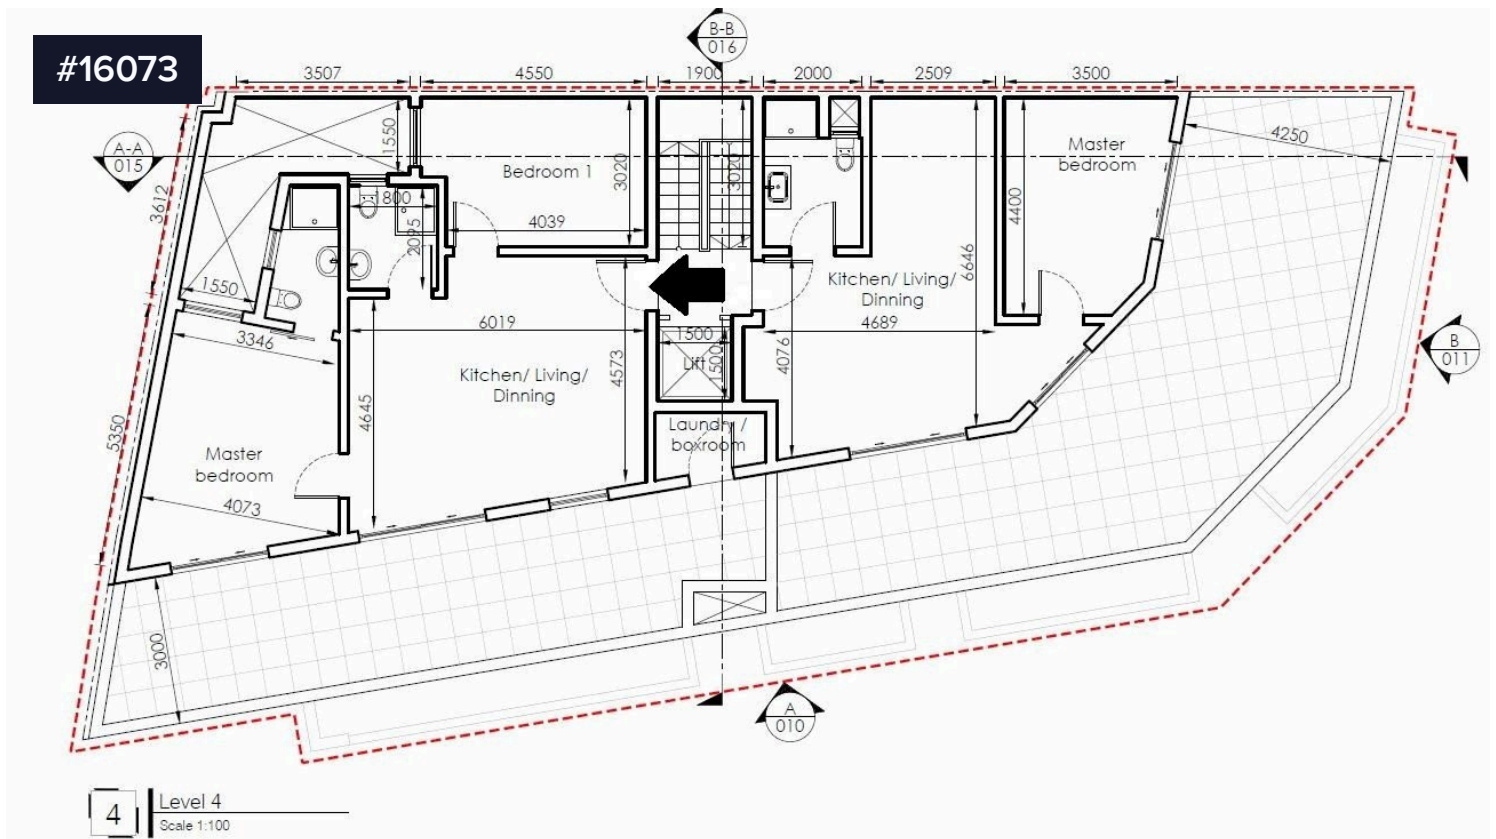 #16073
B-B
016
3507
4550
1900
2000
2509
3500
A-A
015
1550
3020
3020
4250
Master
bedroom
Bedroom 1
1800
3612
2095
4039
4400
6646
1550
Kitchen/ Living/
Dinning
6019
1500
4689
3346
4573
Lift
1500
4076
B
011
Kitchen/ Living/
Dinning
4645
5350
Laundry /
boxroom
Master
bedroom
4073
3000
A
010
4
Level 4
Scale 1:100